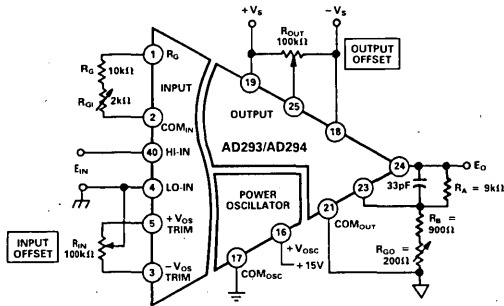 +Vs
−Vs
ROUT
100kΩ
OUTPUT
OFFSET
1
RG
RG
10kΩ
INPUT
19
25
18
RGI
2kΩ
2
COMIN
OUTPUT
AD293/AD294
40
HI-IN
EIN
4
LO-IN
24
EO
33pF
RA = 9kΩ
23
POWER
OSCILLATOR
21
COMOUT
RB =
900Ω
5
+VOS
TRIM
INPUT
OFFSET
RIN
100kΩ
16
+VOSC
+15V
RGO =
200Ω
3
−VOS
TRIM
17
COMOSC